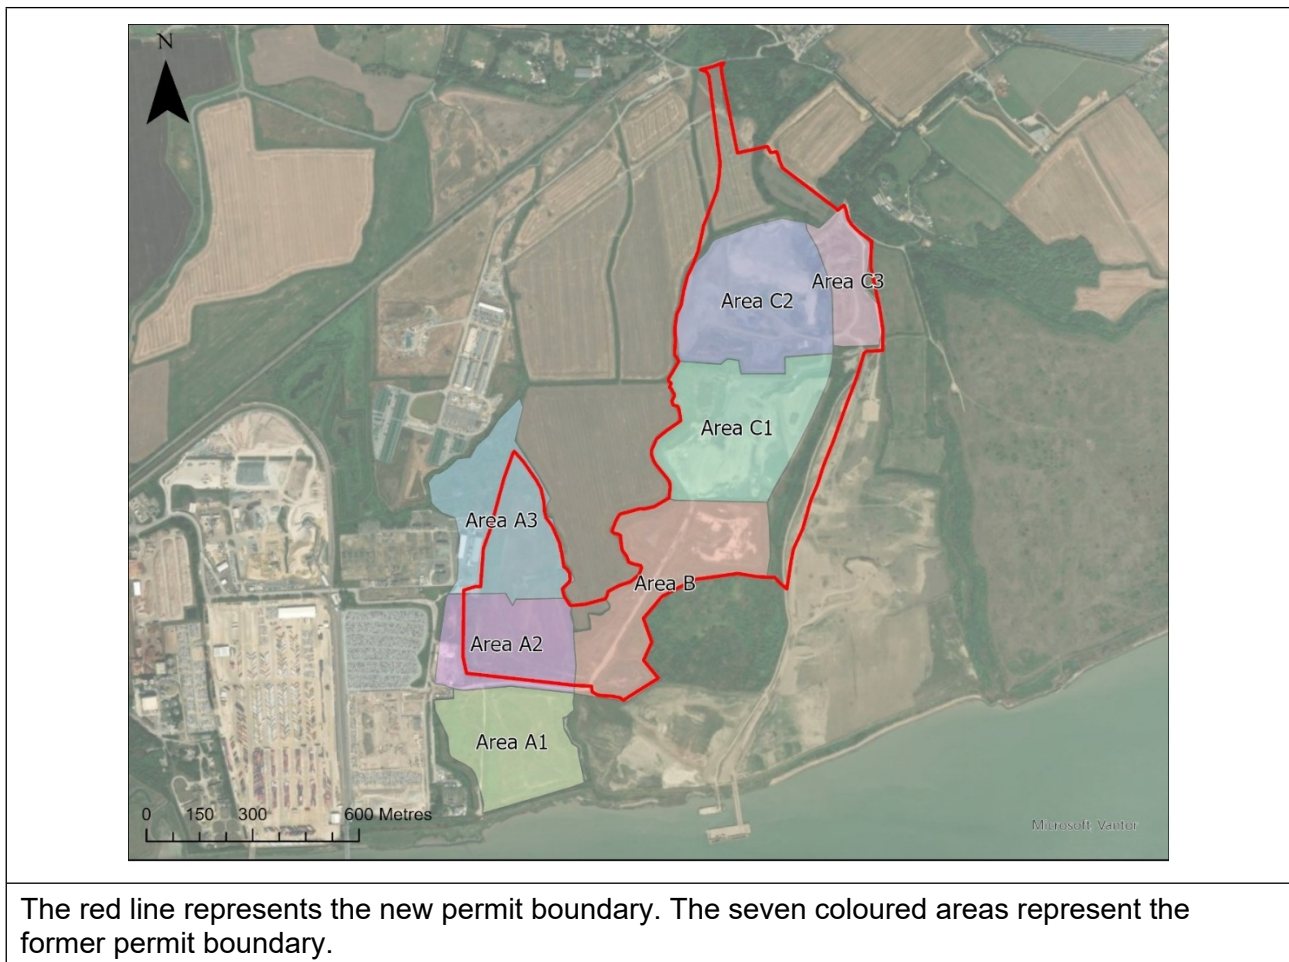 N
Area C3
Area C2
Area C1
Area A3
Area B
Area A2
Area A1
0 150 300 600 Metres
Microsoft, Vantor
The red line represents the new permit boundary. The seven coloured areas represent the
former permit boundary.